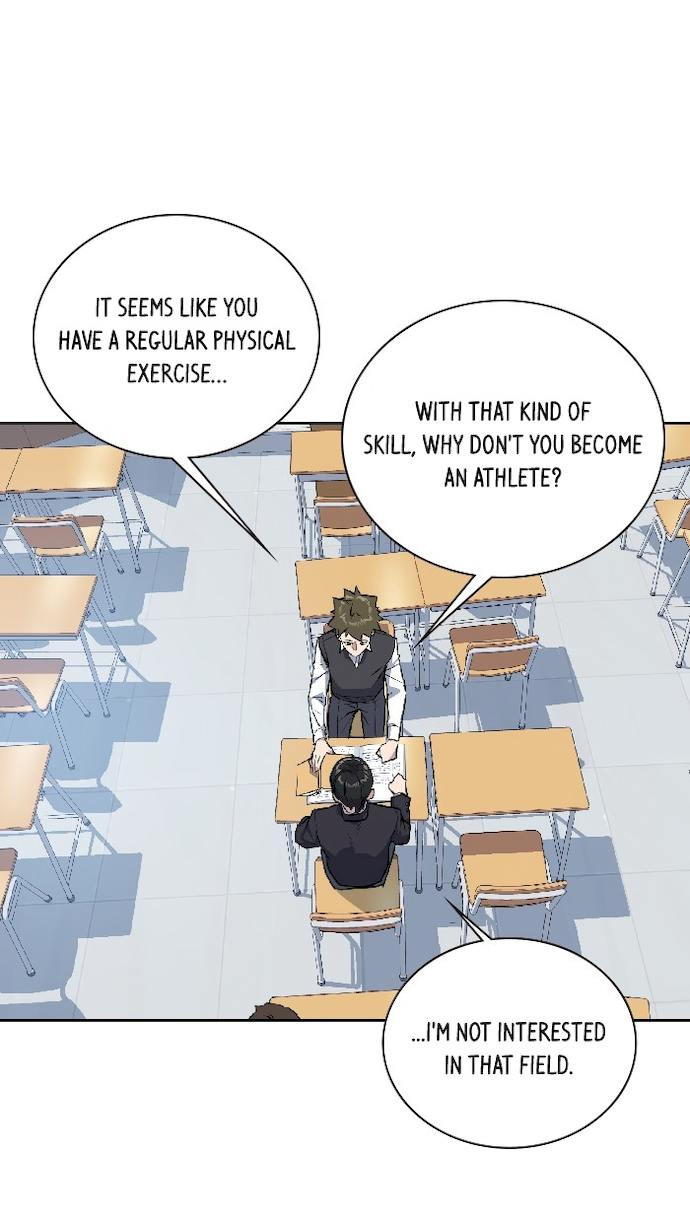 IT SEEMS LIKE YOU
HAVE A REGULAR PHYSICAL
EXERCISE...
WITH THAT KIND OF
SKILL, WHY DON'T YOU BECOME
AN ATHLETE?
...I'M NOT INTERESTED
IN THAT FIELD.